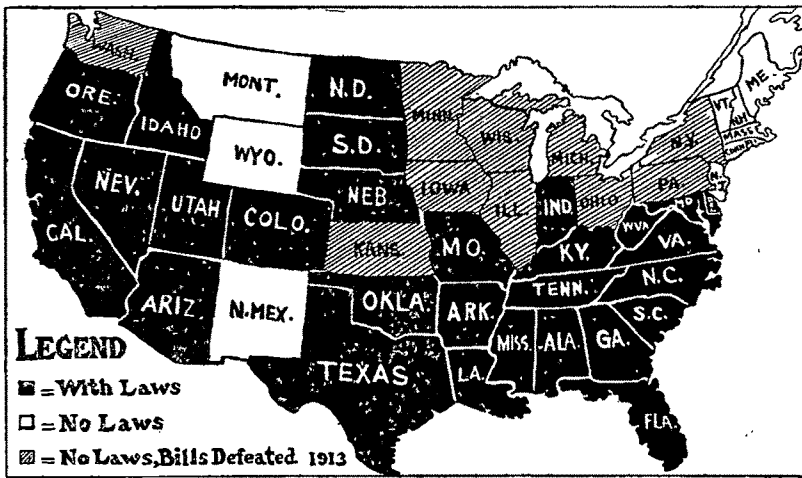 WASH.
MONT.
N.D.
MINN.
ME.
VT.
N.H.
ORE.
IDAHO
S.D.
WIS.
MICH.
N.Y.
MASS.
WYO.
NEB.
IOWA
PA.
N.J.
NEV.
UTAH
COLO.
ILL.
IND.
OHIO
MD.
CAL.
KANS.
MO.
KY.
W.VA.
VA.
ARIZ.
N.MEX.
OKLA.
ARK.
TENN.
N.C.
S.C.
MISS.
ALA.
GA.
TEXAS
LA.
FLA.
LEGEND
= With Laws
= No Laws
= No Laws, Bills Defeated 1913